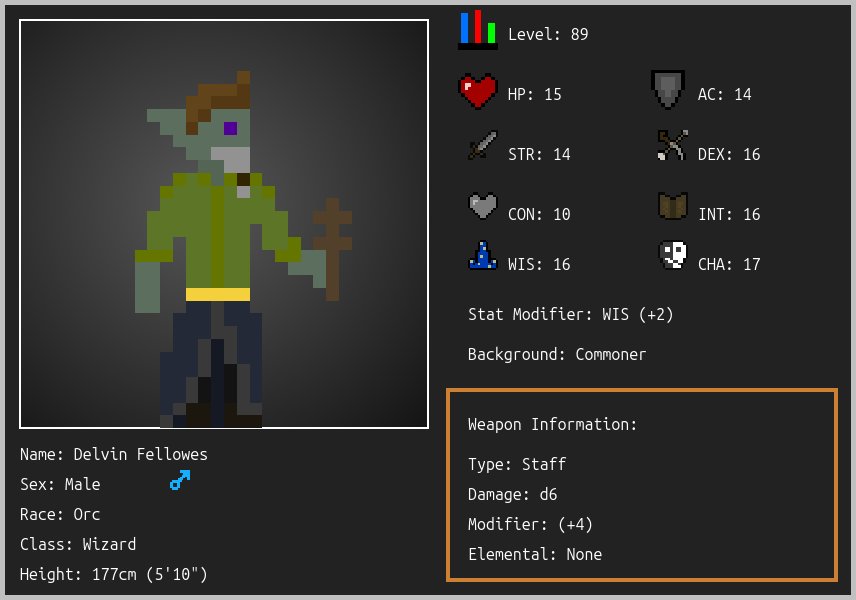 Level: 89
HP: 15
AC: 14
STR: 14
DEX: 16
CON: 10
INT: 16
WIS: 16
CHA: 17
Stat Modifier: WIS (+2)
Background: Commoner
Weapon Information:
Type: Staff
Damage: d6
Modifier: (+4)
Elemental: None
Name: Delvin Fellowes
Sex: Male
Race: Orc
Class: Wizard
Height: 177cm (5'10")